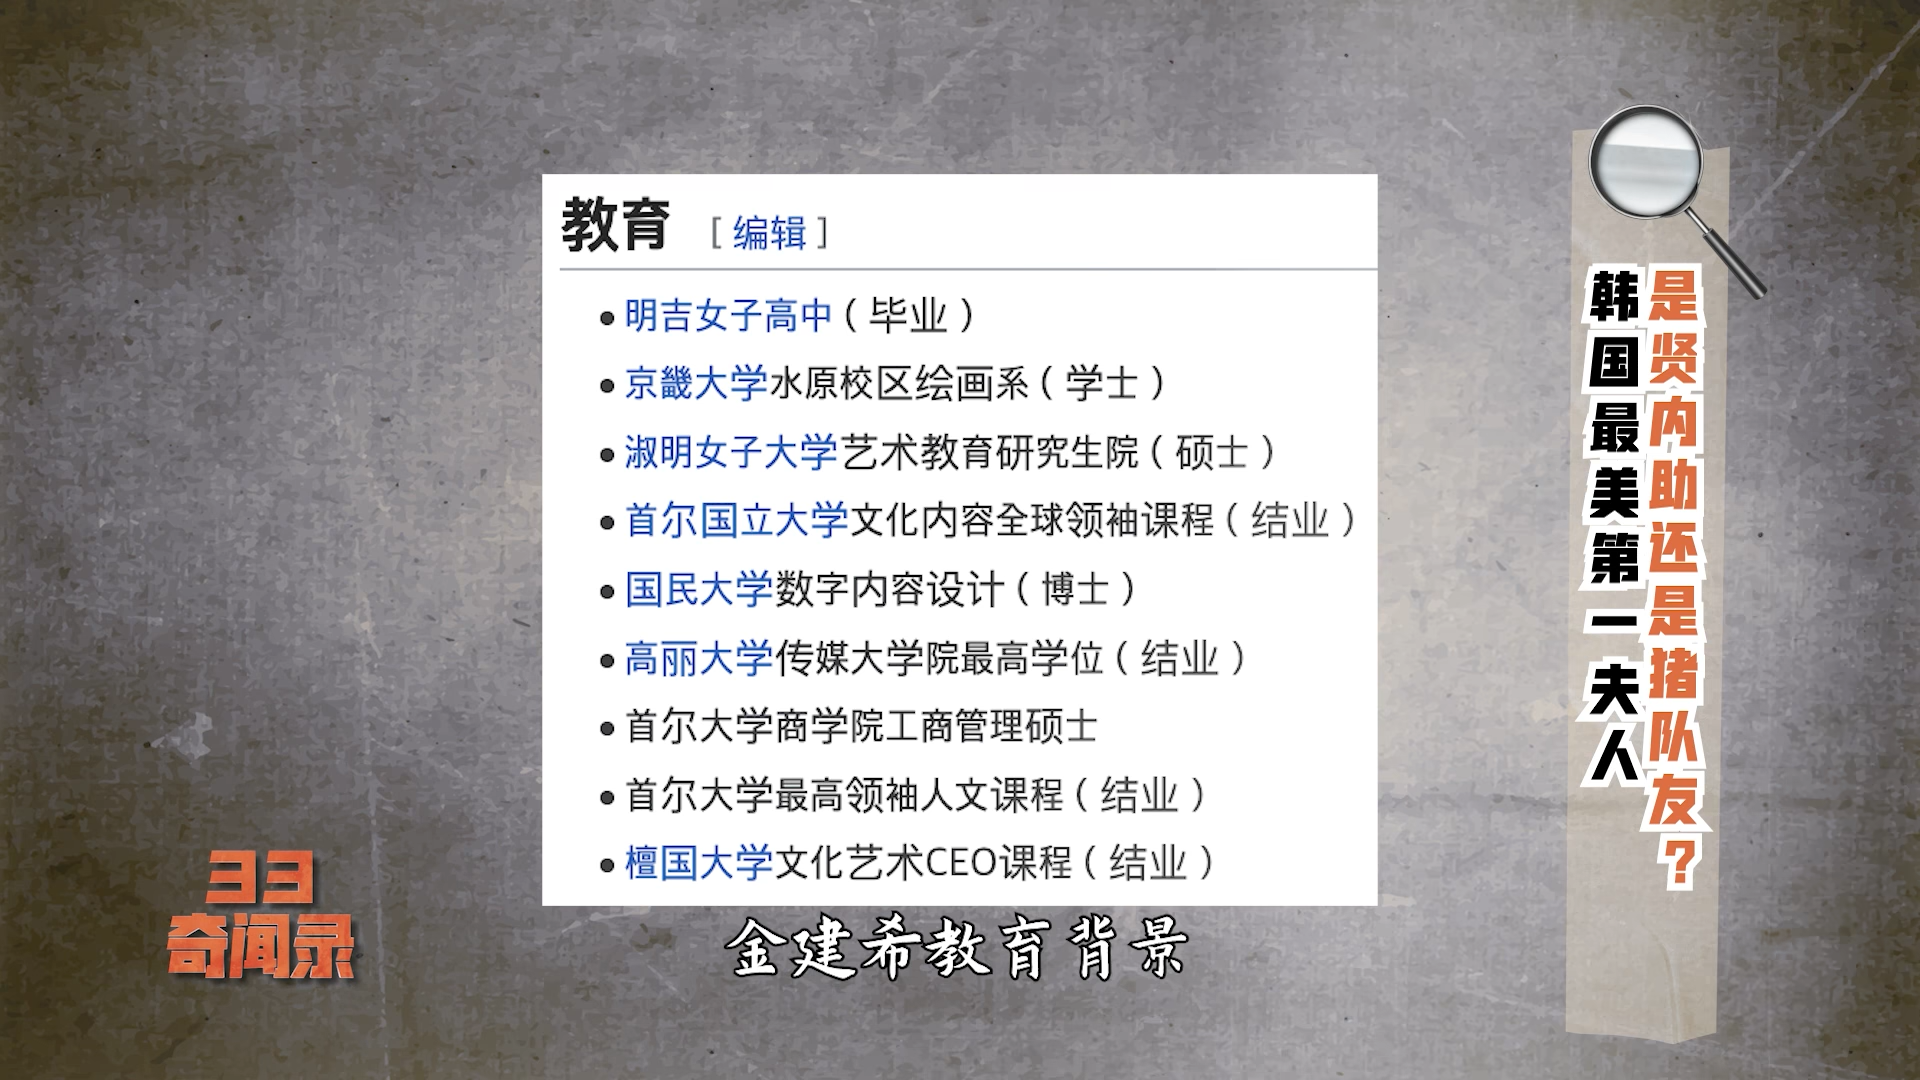 教育 [编辑]
明吉女子高中（毕业）
京畿大学水原校区绘画系（学士）
淑明女子大学艺术教育研究生院（硕士）
首尔国立大学文化内容全球领袖课程（结业）
国民大学数字内容设计（博士）
高丽大学传媒大学院最高学位（结业）
首尔大学商学院工商管理硕士
首尔大学最高领袖人文课程（结业）
檀国大学文化艺术CEO课程（结业）
金建希教育背景
韩国最美第一夫人
是贤内助还是猪队友？
33
奇闻录